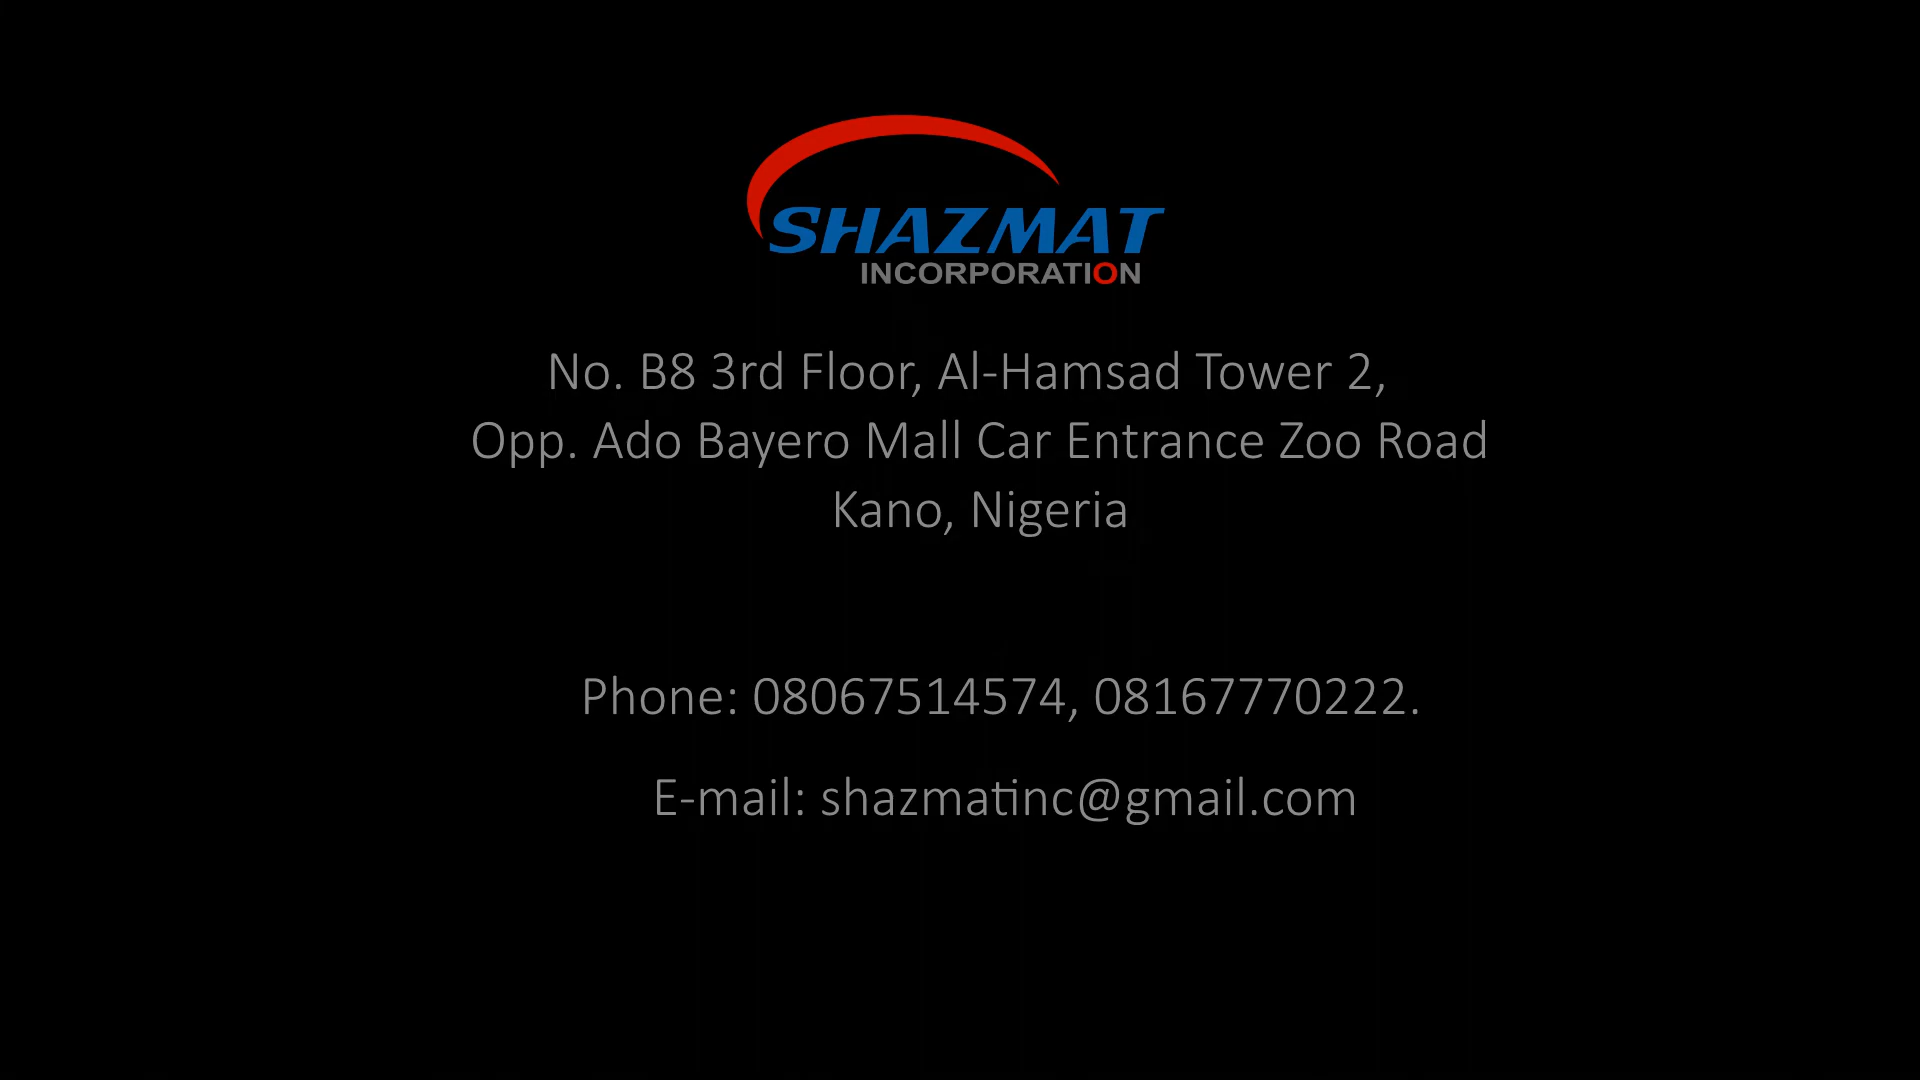 SHAZMAT
INCORPORATION
No. B8 3rd Floor, Al-Hamsad Tower 2,
Opp. Ado Bayero Mall Car Entrance Zoo Road
Kano, Nigeria
Phone: 08067514574, 08167770222.
E-mail: shazmatinc@gmail.com